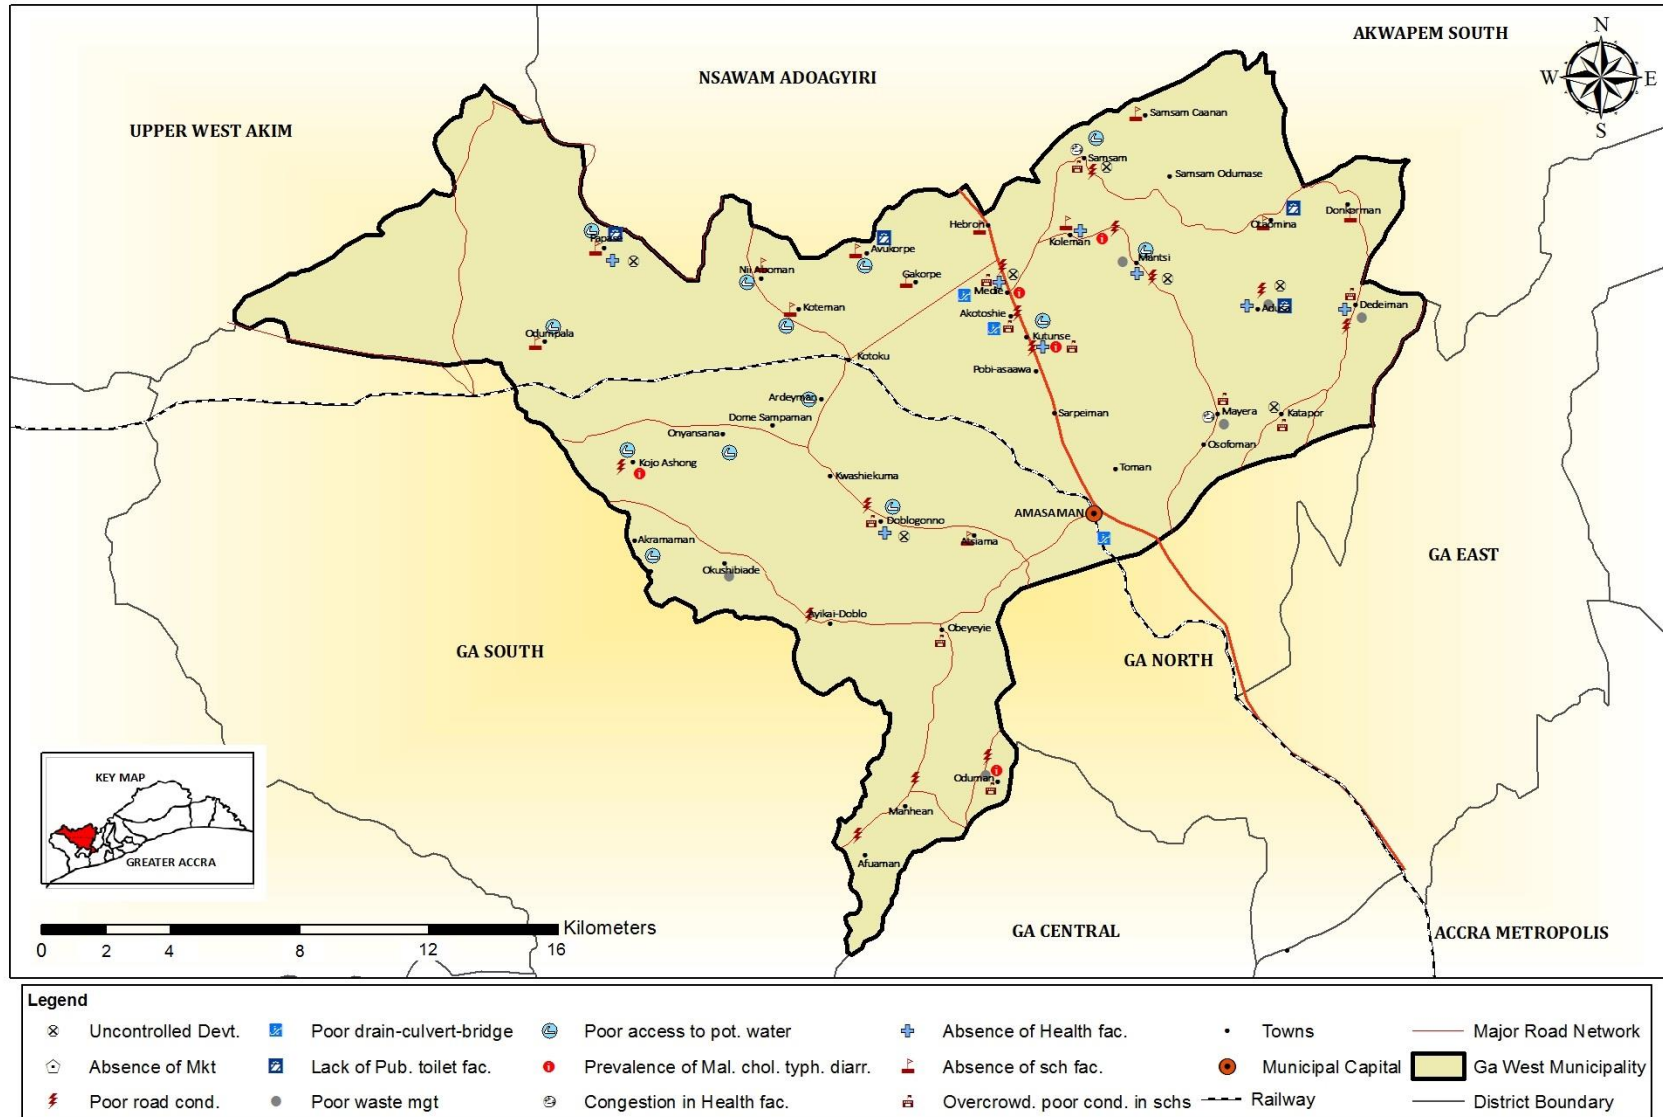 AKWAPEM SOUTH
N
W E
S
NSAWAM ADOAGYIRI
UPPER WEST AKIM
Samsam Caanan
Samsam
Samsam Odumase
Donkorman
Hebron
Koleman
Papase
Avukorpe
Mantsi
Nii Aboman
Gakorpe
Medie
Adusa
Dedeiman
Koteman
Akotoshie
Odumpala
Kutunse
Kotoku
Pobi-asaawa
Ardeyman
Dome Sampaman
Sarpeiman
Mayera
Katapor
Onyansana
Osofoman
Kojo Ashong
Toman
Kwashiekuma
AMASAMAN
Doblogonno
Akramaman
GA EAST
Okushibiade
Ayikai-Doblo
Obeyeyie
GA SOUTH
GA NORTH
Oduman
Manhean
Afuaman
KEY MAP
GREATER ACCRA
Kilometers
0 2 4 8 12 16
GA CENTRAL
ACCRA METROPOLIS
Legend
Uncontrolled Devt.
Poor drain-culvert-bridge
Poor access to pot. water
Absence of Health fac.
Towns
Major Road Network
Absence of Mkt
Lack of Pub. toilet fac.
Prevalence of Mal. chol. typh. diarr.
Absence of sch fac.
Municipal Capital
Ga West Municipality
Poor road cond.
Poor waste mgt
Congestion in Health fac.
Overcrowd. poor cond. in schs
Railway
District Boundary